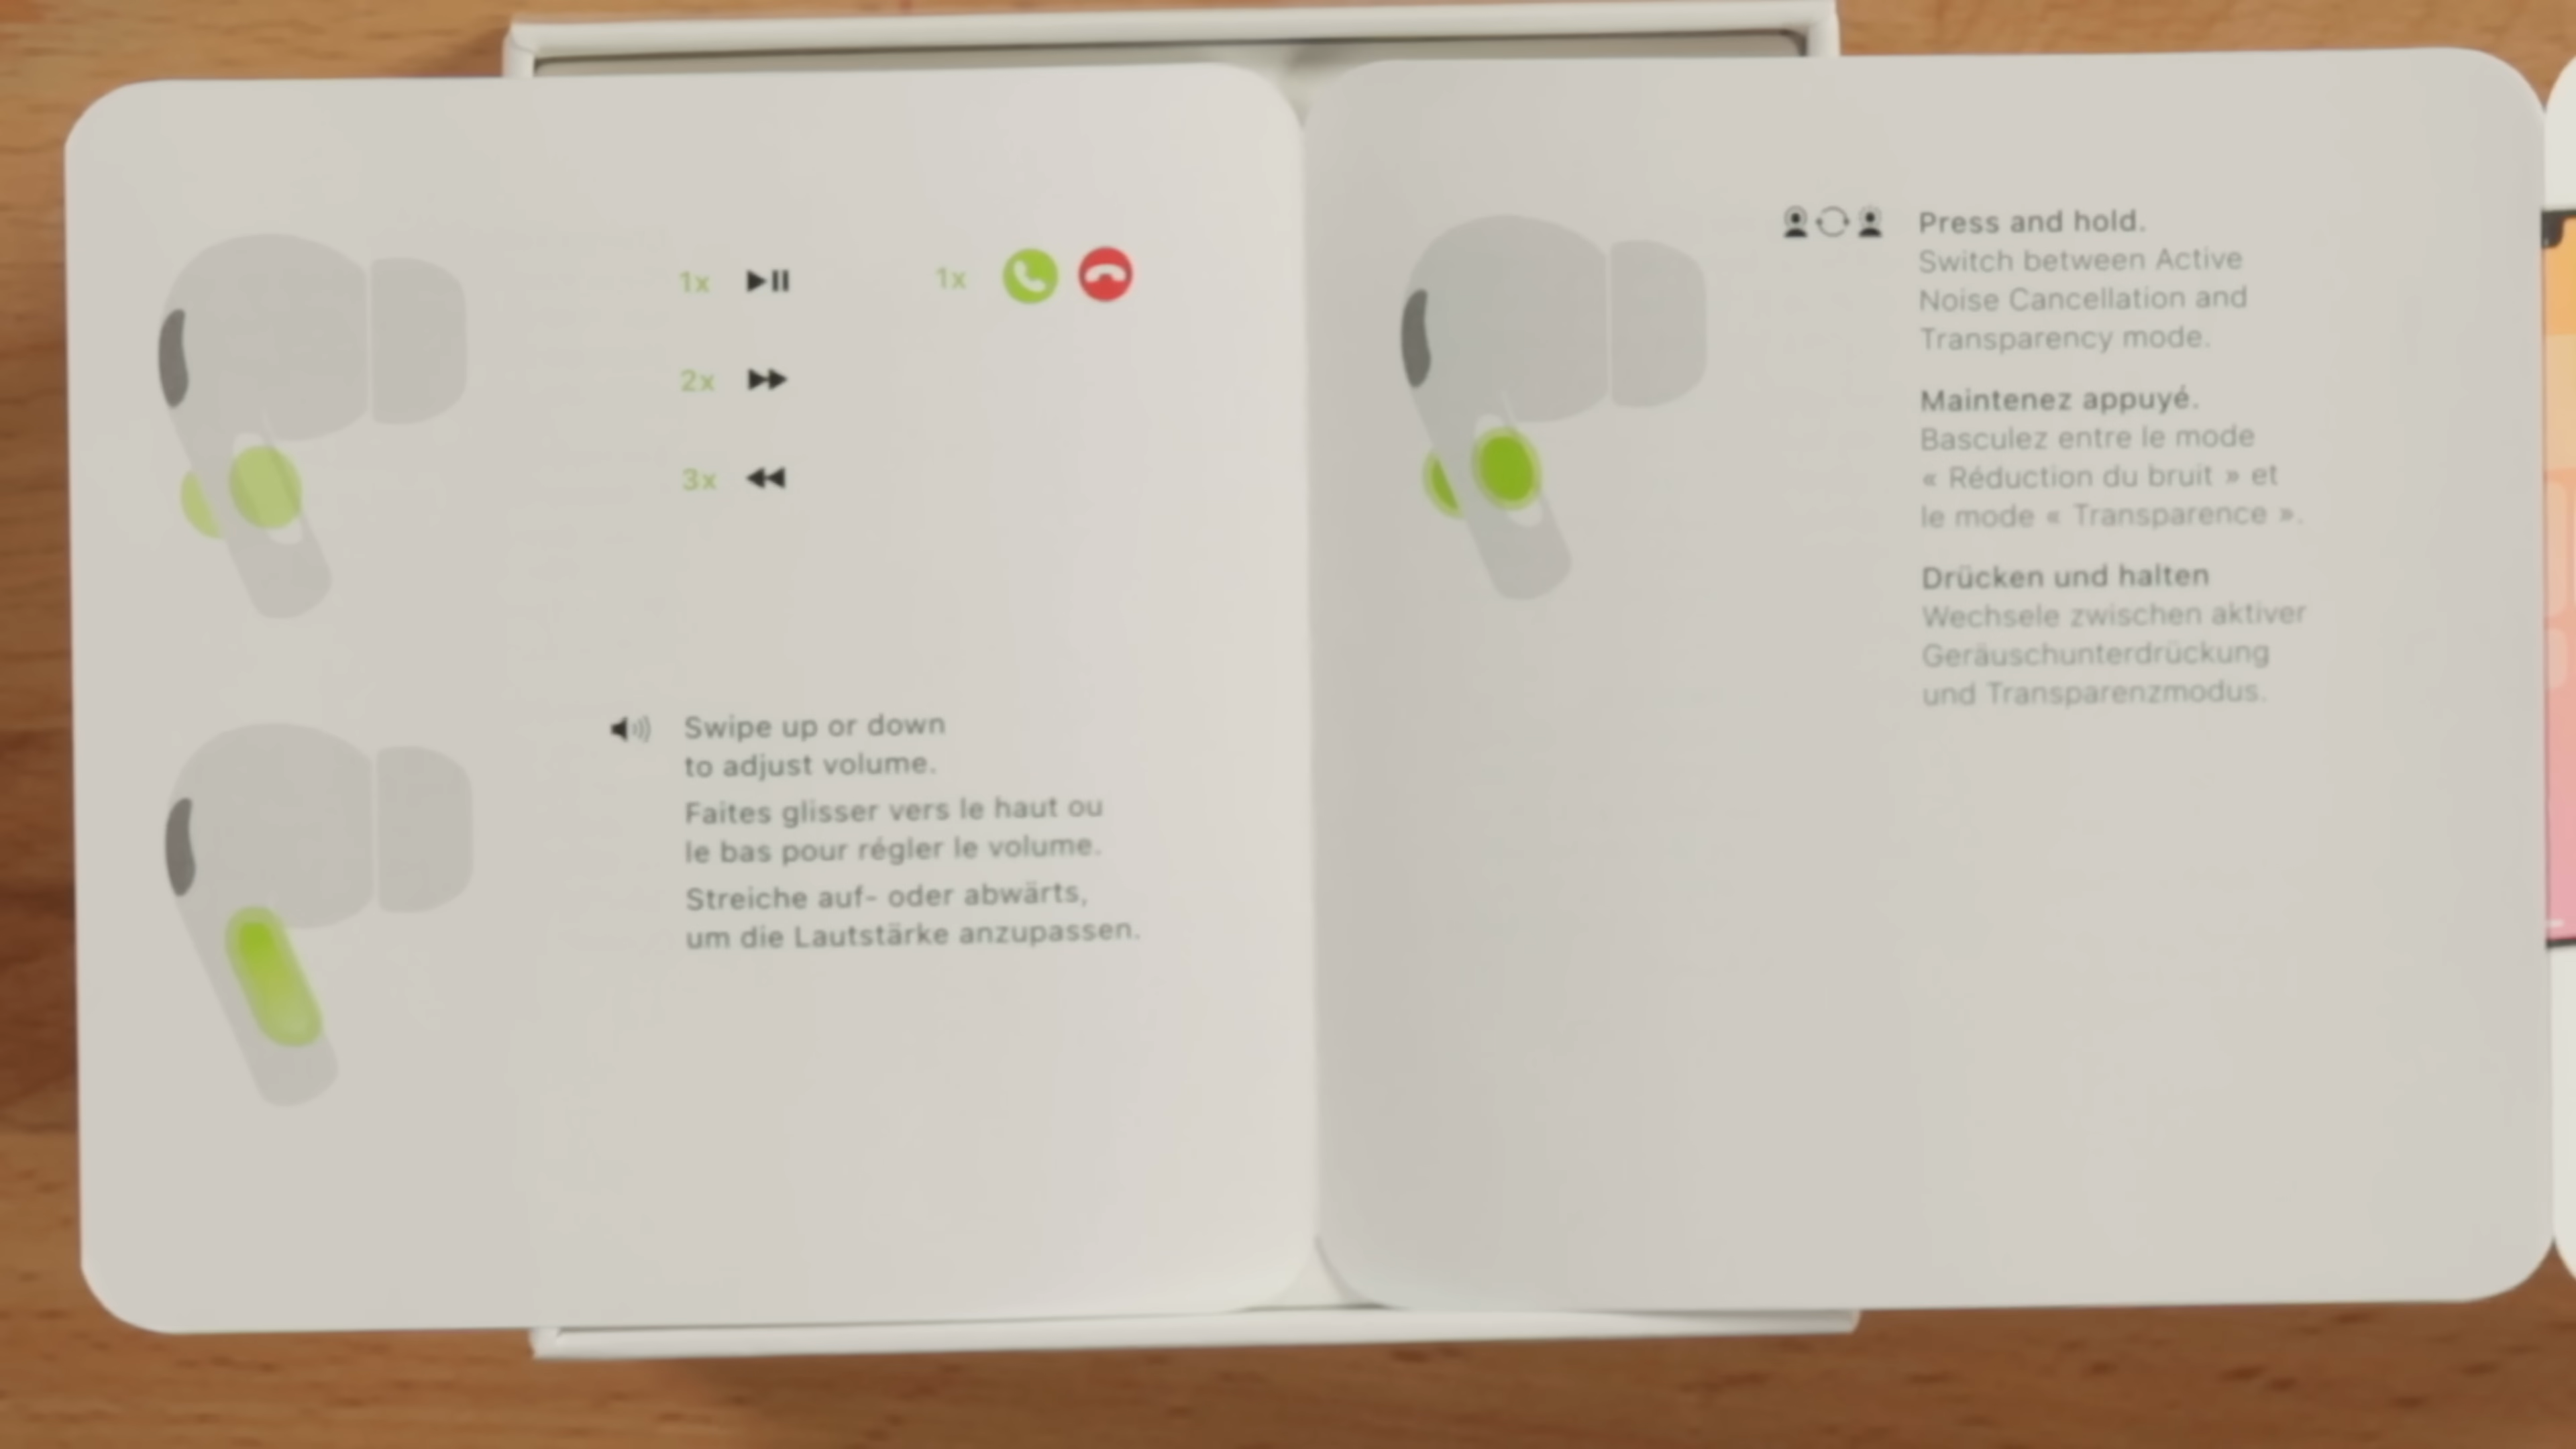 1x
1x
2x
3x
Swipe up or down
to adjust volume.
Faites glisser vers le haut ou
le bas pour régler le volume.
Streiche auf- oder abwärts,
um die Lautstärke anzupassen.
Press and hold.
Switch between Active
Noise Cancellation and
Transparency mode.
Maintenez appuyé.
Basculez entre le mode
« Réduction du bruit » et
le mode « Transparence ».
Drücken und halten
Wechsele zwischen aktiver
Geräuschunterdrückung
und Transparenzmodus.